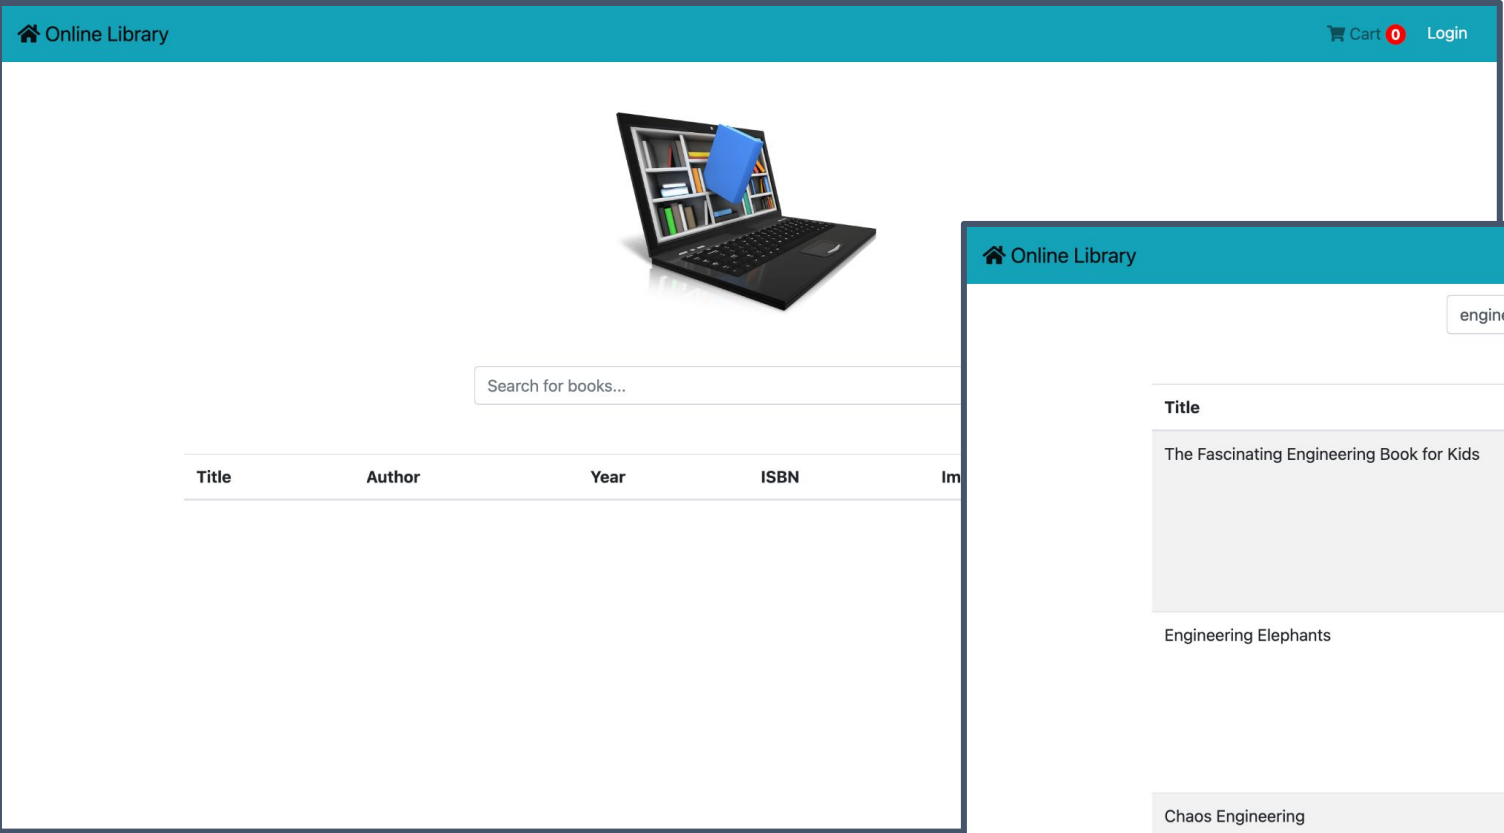 Online Library
Cart 0 Login
Search for books...
Title Author Year ISBN
Online Library
Title
The Fascinating Engineering Book for Kids
Engineering Elephants
Chaos Engineering